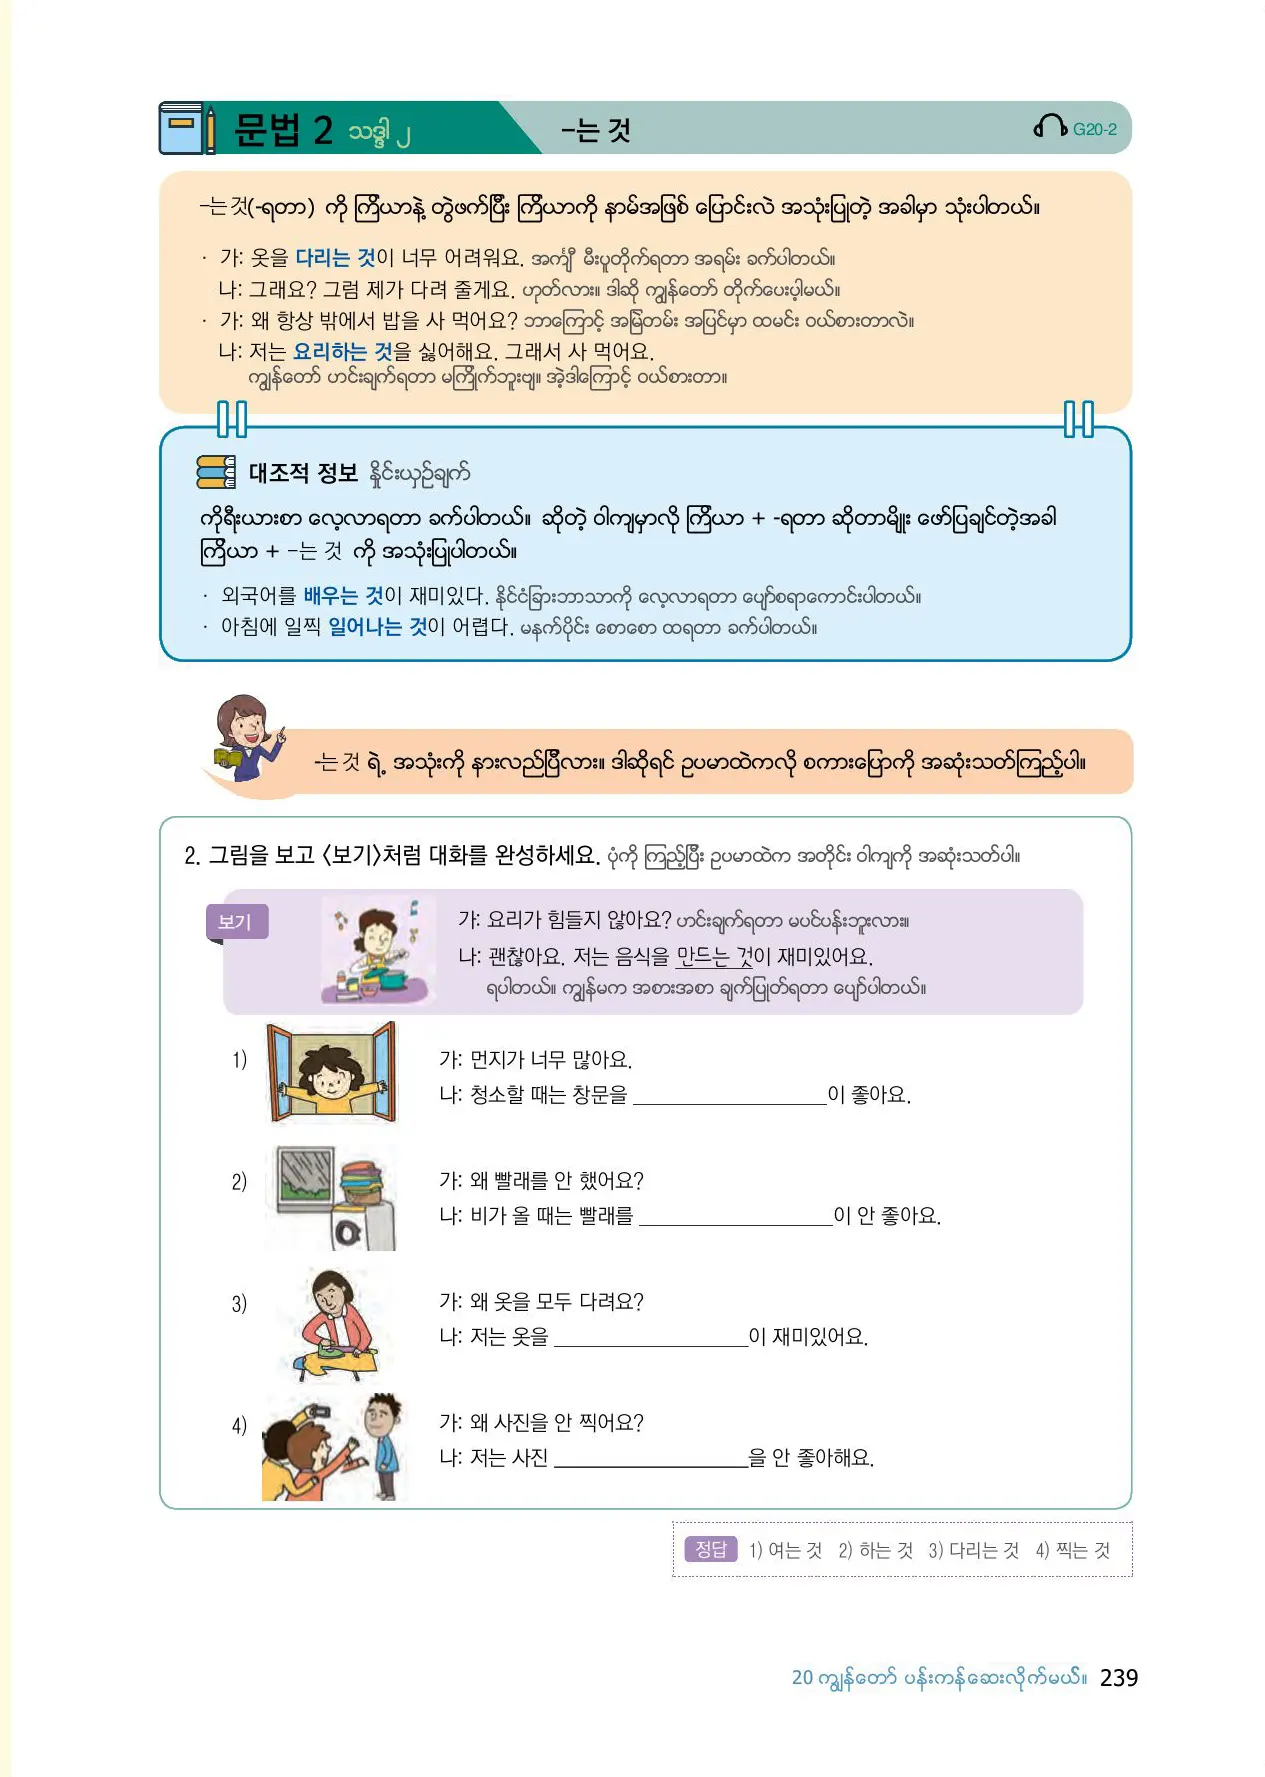 문법 2 သဒ္ဒါ ၂ -는 것 G20-2
-는 것(-ရတာ) ကို ကြိယာနဲ့ တွဲဖက်ပြီး ကြိယာကို နာမ်အဖြစ် ပြောင်းလဲ အသုံးပြုတဲ့ အခါမှာ သုံးပါတယ်။
· 가: 옷을 다리는 것이 너무 어려워요. အင်္ကျီ မီးပူတိုက်ရတာ အရမ်း ခက်ပါတယ်။
나: 그래요? 그럼 제가 다려 줄게요. ဟုတ်လား။ ဒါဆို ကျွန်တော် တိုက်ပေးပါ့မယ်။
· 가: 왜 항상 밖에서 밥을 사 먹어요? ဘာကြောင့် အမြဲတမ်း အပြင်မှာ ထမင်း ဝယ်စားတာလဲ။
나: 저는 요리하는 것을 싫어해요. 그래서 사 먹어요.
ကျွန်တော် ဟင်းချက်ရတာ မကြိုက်ဘူးဗျ။ အဲ့ဒါကြောင့် ဝယ်စားတာ။
대조적 정보 နှိုင်းယှဉ်ချက်
ကိုရီးယားစာ လေ့လာရတာ ခက်ပါတယ်။ ဆိုတဲ့ ဝါကျမှာလို ကြိယာ + -ရတာ ဆိုတာမျိုး ဖော်ပြချင်တဲ့အခါ
ကြိယာ + -는 것 ကို အသုံးပြုပါတယ်။
· 외국어를 배우는 것이 재미있다. နိုင်ငံခြားဘာသာကို လေ့လာရတာ ပျော်စရာကောင်းပါတယ်။
· 아침에 일찍 일어나는 것이 어렵다. မနက်ပိုင်း စောစော ထရတာ ခက်ပါတယ်။
-는 것 ရဲ့ အသုံးကို နားလည်ပြီလား။ ဒါဆိုရင် ဥပမာထဲကလို စကားပြောကို အဆုံးသတ်ကြည့်ပါ။
2. 그림을 보고 〈보기〉처럼 대화를 완성하세요. ပုံကို ကြည့်ပြီး ဥပမာထဲက အတိုင်း ဝါကျကို အဆုံးသတ်ပါ။
보기 가: 요리가 힘들지 않아요? ဟင်းချက်ရတာ မပင်ပန်းဘူးလား။
나: 괜찮아요. 저는 음식을 만드는 것이 재미있어요.
ရပါတယ်။ ကျွန်မက အစားအစာ ချက်ပြုတ်ရတာ ပျော်ပါတယ်။
1) 가: 먼지가 너무 많아요.
나: 청소할 때는 창문을 ____________이 좋아요.
2) 가: 왜 빨래를 안 했어요?
나: 비가 올 때는 빨래를 ____________이 안 좋아요.
3) 가: 왜 옷을 모두 다려요?
나: 저는 옷을 ____________이 재미있어요.
4) 가: 왜 사진을 안 찍어요?
나: 저는 사진 ____________을 안 좋아해요.
정답 1) 여는 것 2) 하는 것 3) 다리는 것 4) 찍는 것
20 ကျွန်တော် ပန်းကန်ဆေးလိုက်မယ်။ 239